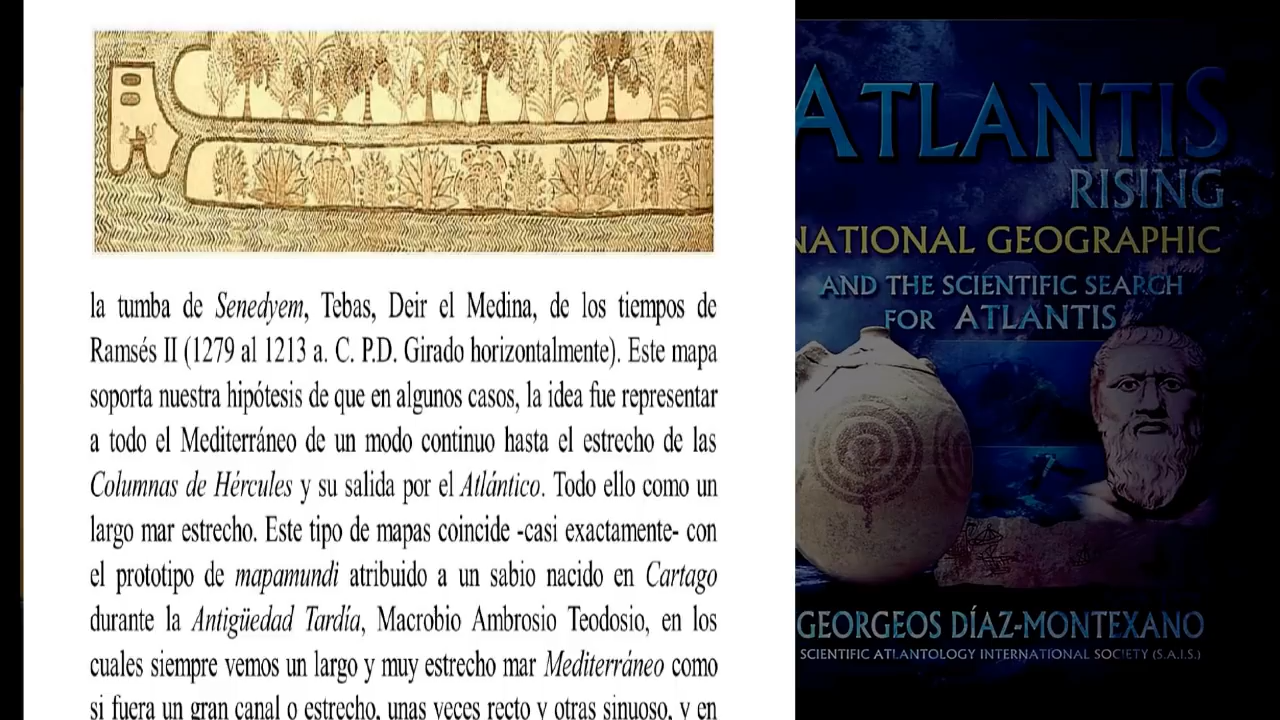 la tumba de Senedyem, Tebas, Deir el Medina, de los tiempos de
Ramsés II (1279 al 1213 a. C. P.D. Girado horizontalmente). Este mapa
soporta nuestra hipótesis de que en algunos casos, la idea fue representar
a todo el Mediterráneo de un modo continuo hasta el estrecho de las
Columnas de Hércules y su salida por el Atlántico. Todo ello como un
largo mar estrecho. Este tipo de mapas coincide -casi exactamente- con
el prototipo de mapamundi atribuido a un sabio nacido en Cartago
durante la Antigüedad Tardía, Macrobio Ambrosio Teodosio, en los
cuales siempre vemos un largo y muy estrecho mar Mediterráneo como
si fuera un gran canal o estrecho, unas veces recto y otras sinuoso, y en
ATLANTIS
RISING
NATIONAL GEOGRAPHIC
AND THE SCIENTIFIC SEARCH
FOR ATLANTIS
GEORGEOS DÍAZ-MONTEXANO
SCIENTIFIC ATLANTOLOGY INTERNATIONAL SOCIETY (S.A.I.S.)